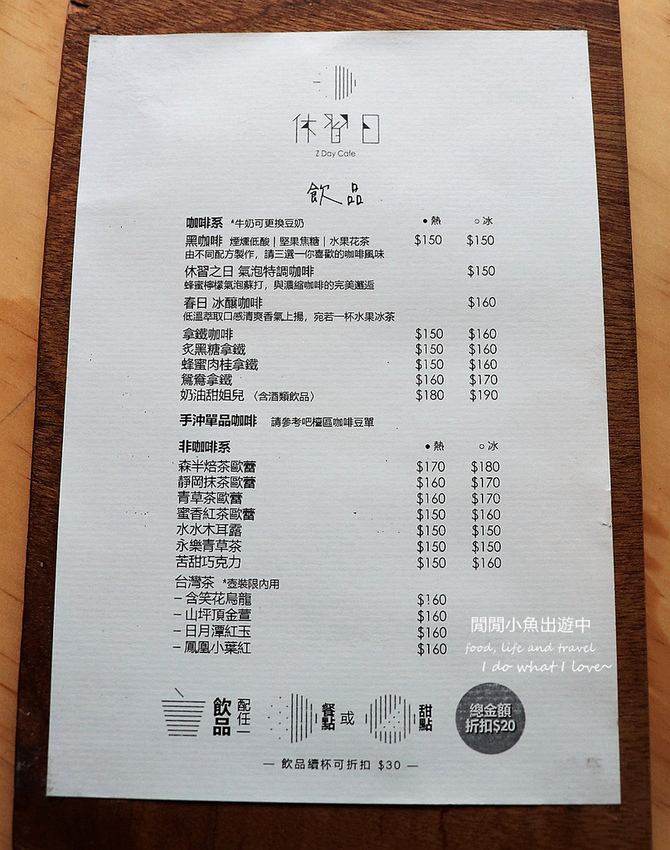 休習日
Z Day Cafe
飲品
咖啡系 *牛奶可更換豆奶 ●熱 ○冰
黑咖啡 煙燻低酸|堅果焦糖|水果花茶 $150 $150
由不同配方製作，請三選一你喜歡的咖啡風味
休習之日 氣泡特調咖啡 $150
蜂蜜檸檬氣泡蘇打，與濃縮咖啡的完美邂逅
春日 冰釀咖啡 $160
低溫萃取口感清爽香氣上揚，宛若一杯水果冰茶
拿鐵咖啡 $150 $160
炙黑糖拿鐵 $150 $160
蜂蜜肉桂拿鐵 $150 $160
鴛鴦拿鐵 $160 $170
奶油甜姐兒（含酒類飲品） $180 $190
手沖單品咖啡 請參考吧檯區咖啡豆單
非咖啡系 ●熱 ○冰
森半焙茶歐蕾 $170 $180
靜岡抹茶歐蕾 $160 $170
青草茶歐蕾 $160 $170
蜜香紅茶歐蕾 $150 $160
水水木耳露 $150 $150
永樂青草茶 $150 $150
苦甜巧克力 $150 $160
台灣茶 *壺裝限內用
–含笑花烏龍 $160
–山坪頂金萱 $160
–日月潭紅玉 $160
–鳳凰小葉紅 $160
閒閒小魚出遊中
food, life and travel
I do what I love~
飲品 配任一 餐點 或 甜點 總金額
折扣$20
— 飲品續杯可折扣 $30 —